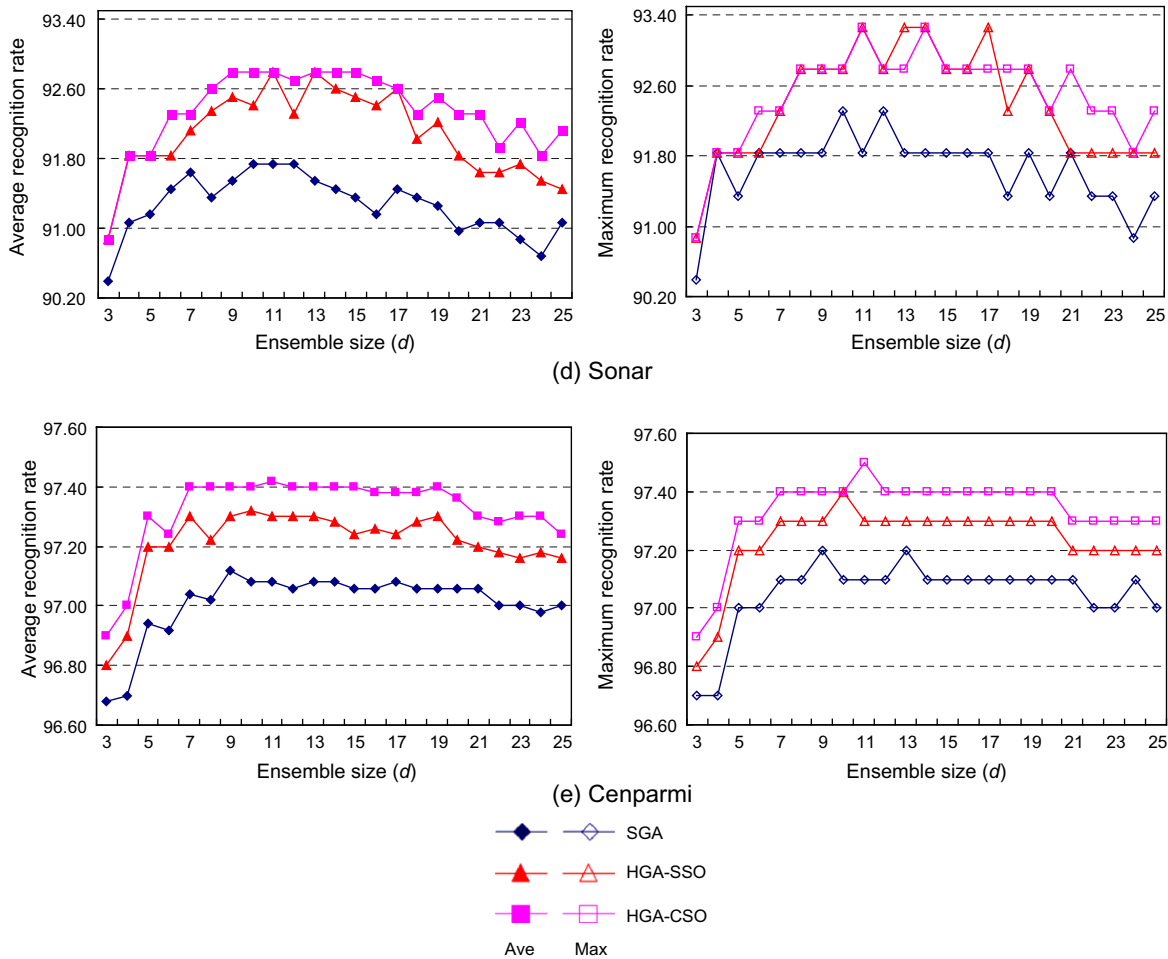 Average recognition rate
93.40
92.60
91.80
91.00
90.20
3 5 7 9 11 13 15 17 19 21 23 25
Ensemble size (d)
Maximum recognition rate
93.40
92.60
91.80
91.00
90.20
3 5 7 9 11 13 15 17 19 21 23 25
Ensemble size (d)
(d) Sonar
Average recognition rate
97.60
97.40
97.20
97.00
96.80
96.60
3 5 7 9 11 13 15 17 19 21 23 25
Ensemble size (d)
Maximum recognition rate
97.60
97.40
97.20
97.00
96.80
96.60
3 5 7 9 11 13 15 17 19 21 23 25
Ensemble size (d)
(e) Cenparmi
SGA
HGA-SSO
HGA-CSO
Ave Max